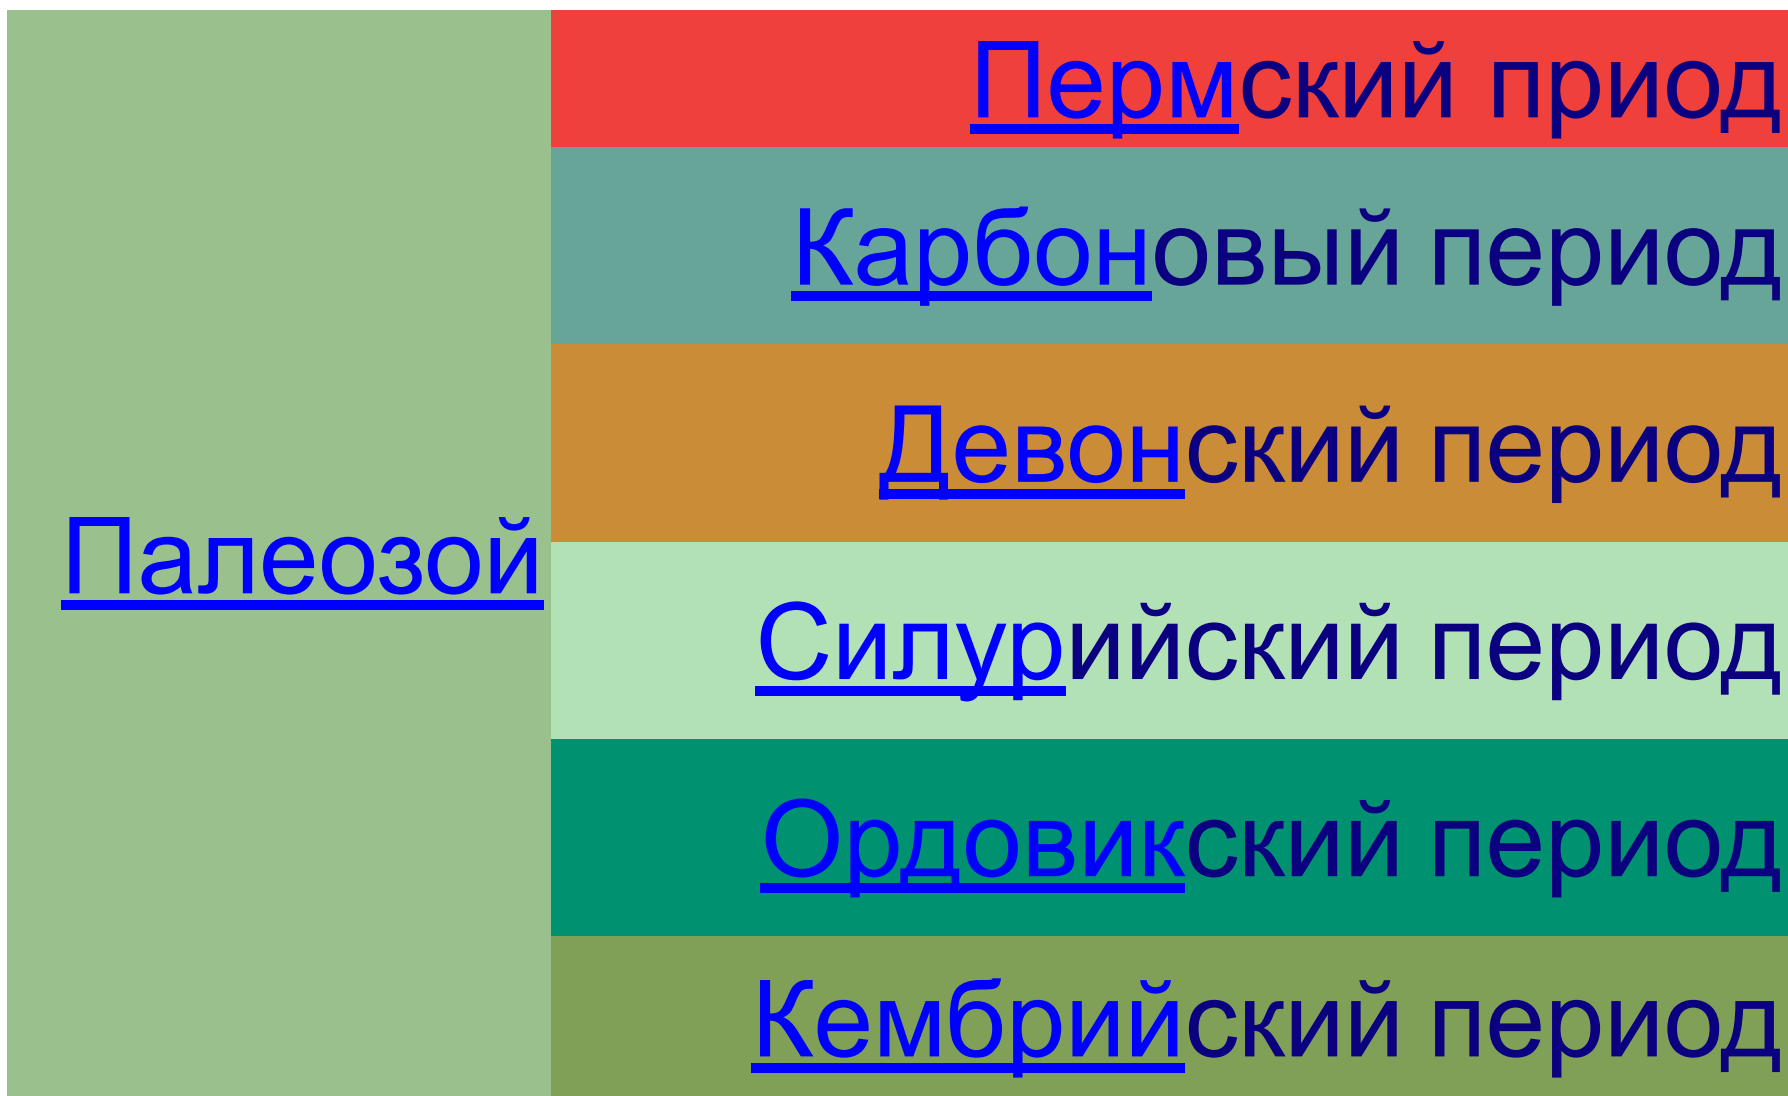 Палеозой
Пермский приод
Карбоновый период
Девонский период
Силурийский период
Ордовикский период
Кембрийский период